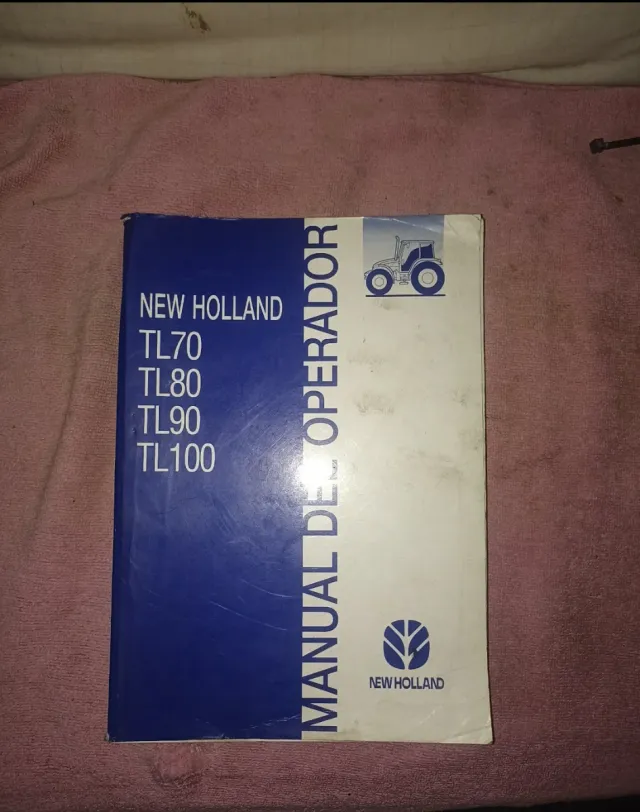 NEW HOLLAND
TL70
TL80
TL90
TL100
MANUAL DEL OPERADOR
NEW HOLLAND